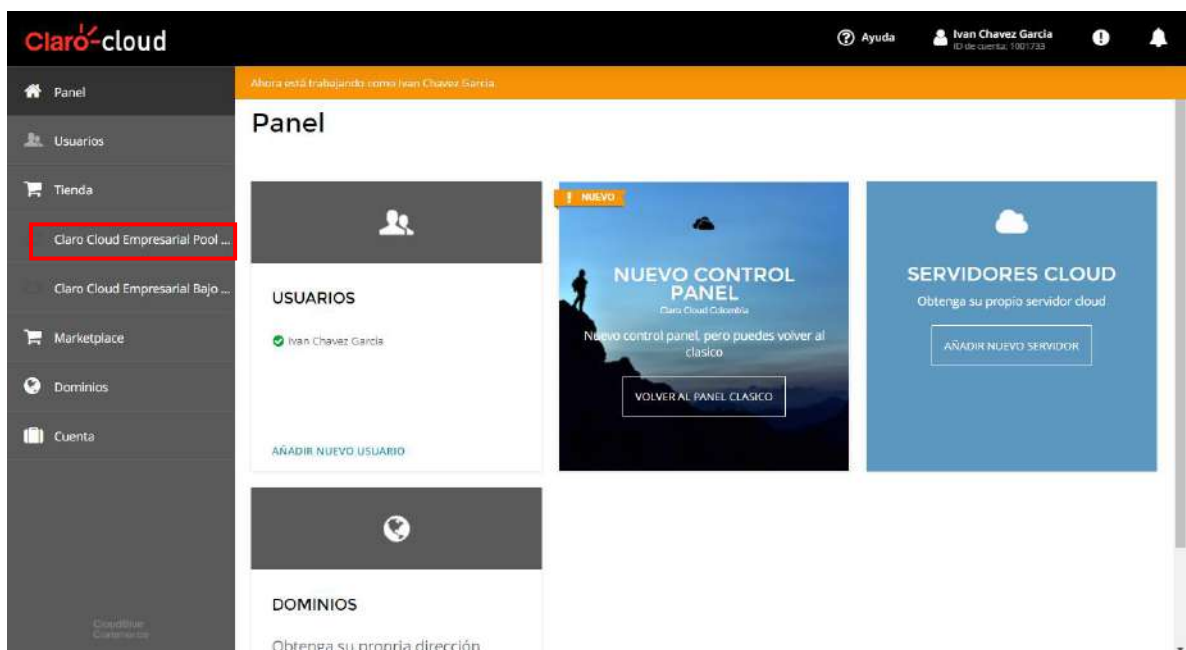 Claro-cloud
Ayuda
Ivan Chavez Garcia
ID de cuenta: 1001733
Panel
Usuarios
Tienda
Claro Cloud Empresarial Pool ...
Claro Cloud Empresarial Bajo ...
Marketplace
Dominios
Cuenta
CloudBlue
Commerce
Ahora está trabajando como Ivan Chavez Garcia.
Panel
USUARIOS
Ivan Chavez Garcia
AÑADIR NUEVO USUARIO
! NUEVO
NUEVO CONTROL
PANEL
Claro Cloud Colombia
Nuevo control panel, pero puedes volver al
clasico
VOLVER AL PANEL CLASICO
SERVIDORES CLOUD
Obtenga su propio servidor cloud
AÑADIR NUEVO SERVIDOR
DOMINIOS
Obtenga su propria dirección